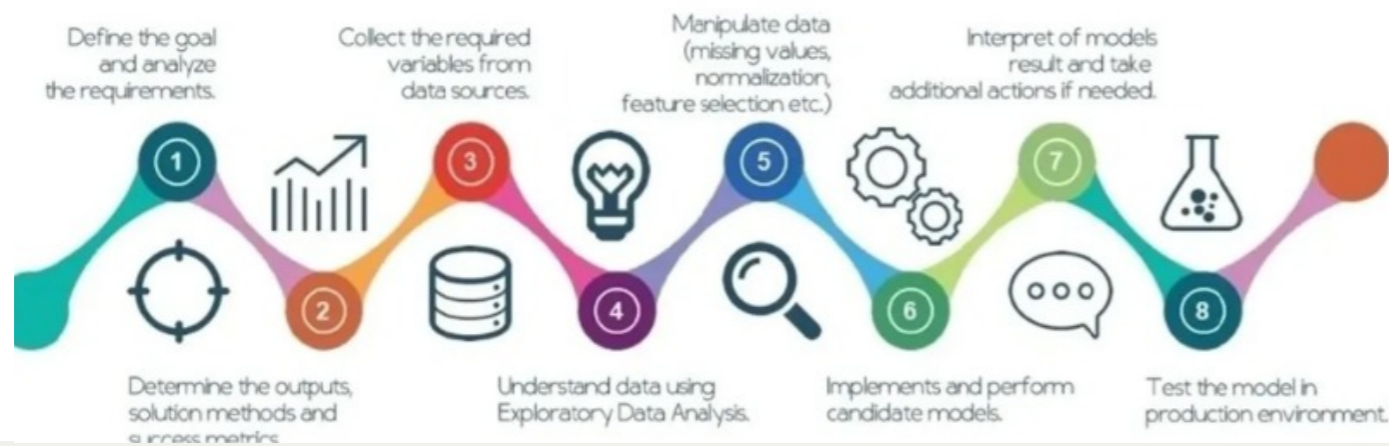 Define the goal
and analyze
the requirements.
1
Determine the outputs,
solution methods and
success metrics
2
Collect the required
variables from
data sources.
3
Understand data using
Exploratory Data Analysis.
4
Manipulate data
(missing values,
normalization,
feature selection etc.)
5
Implements and perform
candidate models.
6
Interpret of models
result and take
additional actions if needed.
7
Test the model in
production environment.
8